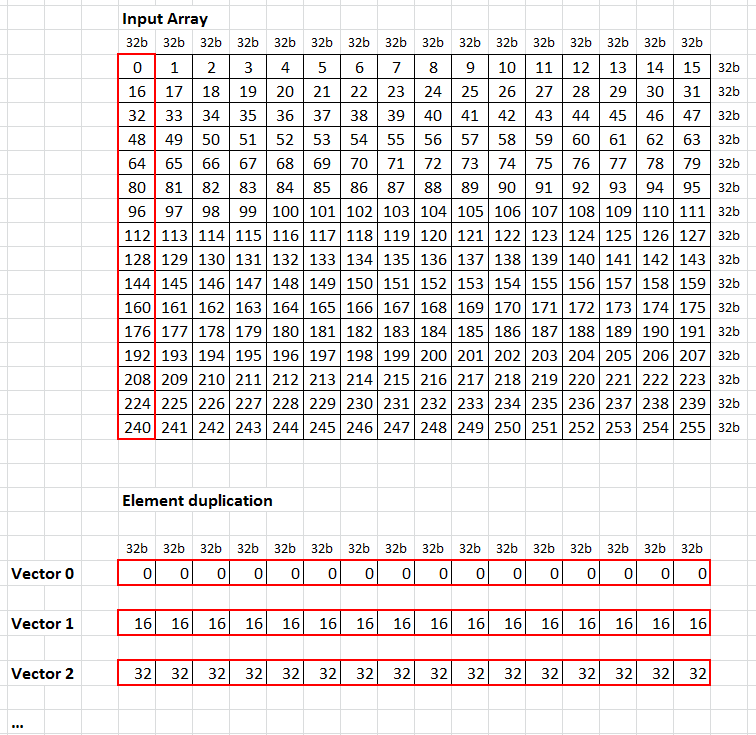 Input Array
32b 32b 32b 32b 32b 32b 32b 32b 32b 32b 32b 32b 32b 32b 32b 32b
0 1 2 3 4 5 6 7 8 9 10 11 12 13 14 15 32b
16 17 18 19 20 21 22 23 24 25 26 27 28 29 30 31 32b
32 33 34 35 36 37 38 39 40 41 42 43 44 45 46 47 32b
48 49 50 51 52 53 54 55 56 57 58 59 60 61 62 63 32b
64 65 66 67 68 69 70 71 72 73 74 75 76 77 78 79 32b
80 81 82 83 84 85 86 87 88 89 90 91 92 93 94 95 32b
96 97 98 99 100 101 102 103 104 105 106 107 108 109 110 111 32b
112 113 114 115 116 117 118 119 120 121 122 123 124 125 126 127 32b
128 129 130 131 132 133 134 135 136 137 138 139 140 141 142 143 32b
144 145 146 147 148 149 150 151 152 153 154 155 156 157 158 159 32b
160 161 162 163 164 165 166 167 168 169 170 171 172 173 174 175 32b
176 177 178 179 180 181 182 183 184 185 186 187 188 189 190 191 32b
192 193 194 195 196 197 198 199 200 201 202 203 204 205 206 207 32b
208 209 210 211 212 213 214 215 216 217 218 219 220 221 222 223 32b
224 225 226 227 228 229 230 231 232 233 234 235 236 237 238 239 32b
240 241 242 243 244 245 246 247 248 249 250 251 252 253 254 255 32b
Element duplication
32b 32b 32b 32b 32b 32b 32b 32b 32b 32b 32b 32b 32b 32b 32b 32b
Vector 0 0 0 0 0 0 0 0 0 0 0 0 0 0 0 0 0
Vector 1 16 16 16 16 16 16 16 16 16 16 16 16 16 16 16 16
Vector 2 32 32 32 32 32 32 32 32 32 32 32 32 32 32 32 32
...